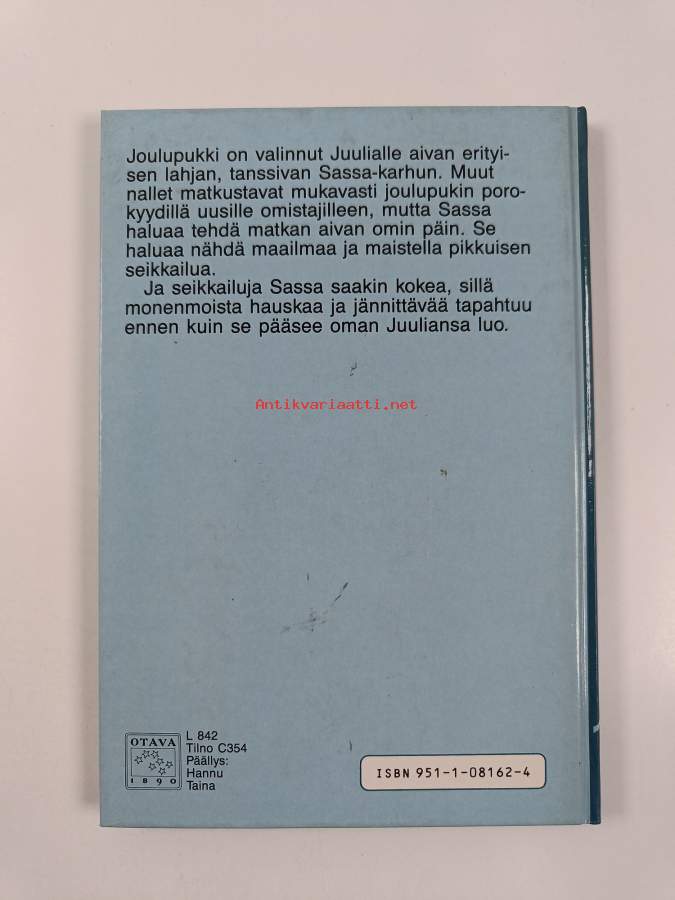 Joulupukki on valinnut Juulialle aivan erityi-
sen lahjan, tanssivan Sassa-karhun. Muut
nallet matkustavat mukavasti joulupukin poro-
kyydillä uusille omistajilleen, mutta Sassa
haluaa tehdä matkan aivan omin päin. Se
haluaa nähdä maailmaa ja maistella pikkuisen
seikkailua.
Ja seikkailuja Sassa saakin kokea, sillä
monenmoista hauskaa ja jännittävää tapahtuu
ennen kuin se pääsee oman Juuliansa luo.
Antikvariaatti.net
OTAVA
1890
L 842
Tilno C354
Päällys:
Hannu
Taina
ISBN 951-1-08162-4